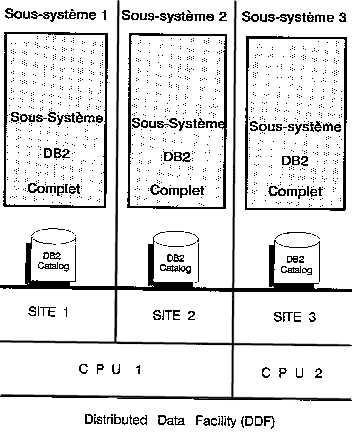 Sous-système 1 Sous-système 2 Sous-système 3
Sous-Système
DB2
Complet
Sous-Système
DB2
Complet
Sous-système
DB2
Complet
DB2
Catalog
DB2
Catalog
DB2
Catalog
SITE 1 SITE 2 SITE 3
CPU 1 CPU 2
Distributed Data Facility (DDF)